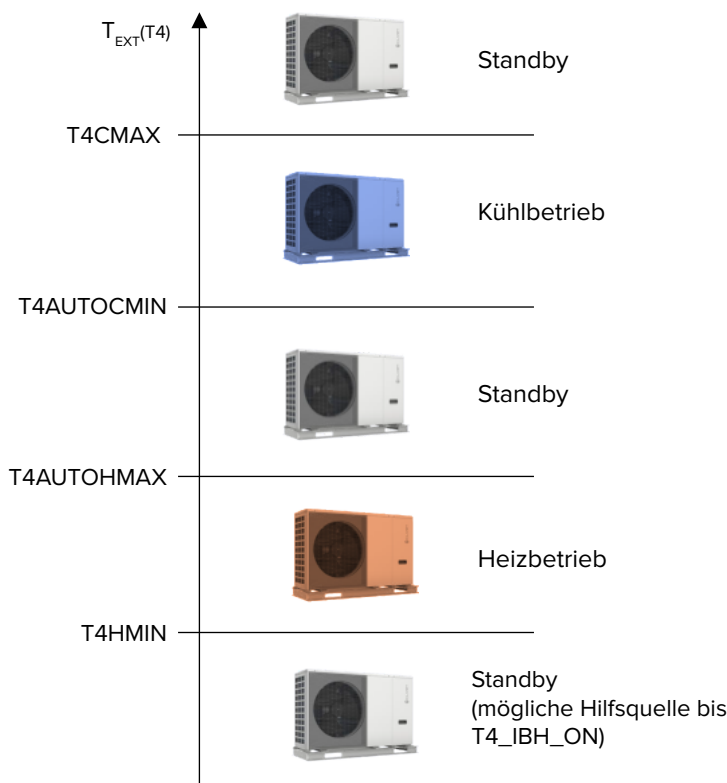 T_EXT(T4)
Standby
T4CMAX
Kühlbetrieb
T4AUTOCMIN
Standby
T4AUTOHMAX
Heizbetrieb
T4HMIN
Standby
(mögliche Hilfsquelle bis
T4_IBH_ON)